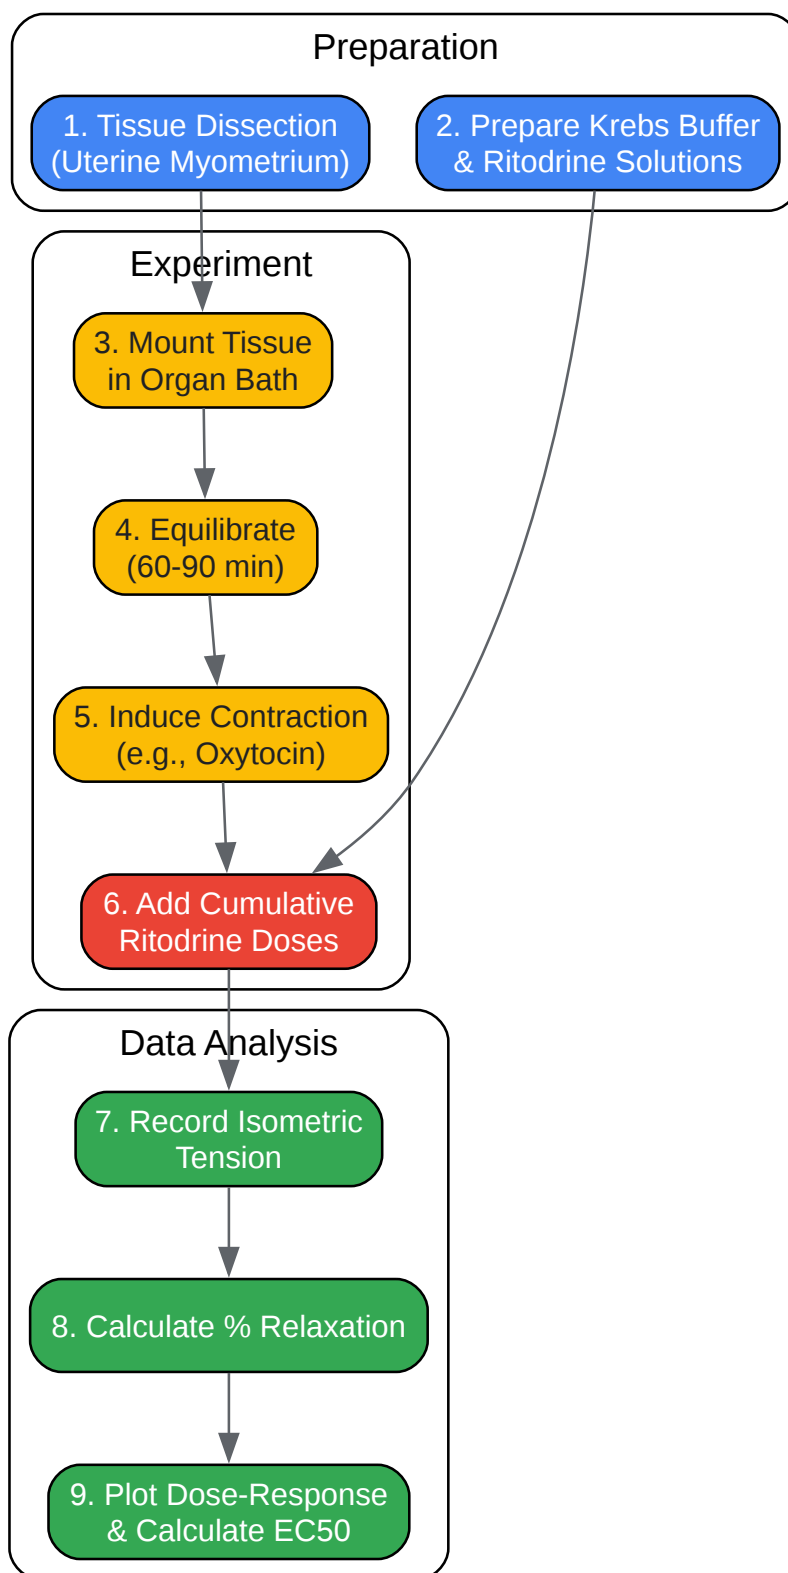 Preparation
1. Tissue Dissection
(Uterine Myometrium)
2. Prepare Krebs Buffer
& Ritodrine Solutions
Experiment
3. Mount Tissue
in Organ Bath
4. Equilibrate
(60-90 min)
5. Induce Contraction
(e.g., Oxytocin)
6. Add Cumulative
Ritodrine Doses
Data Analysis
7. Record Isometric
Tension
8. Calculate % Relaxation
9. Plot Dose-Response
& Calculate EC50